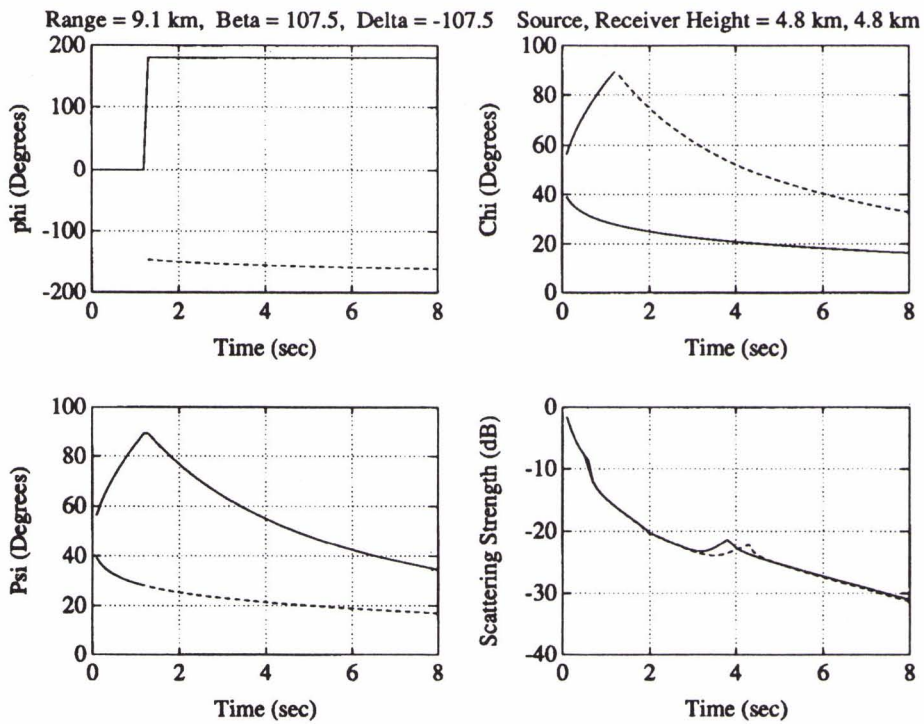 Range = 9.1 km, Beta = 107.5, Delta = -107.5
Source, Receiver Height = 4.8 km, 4.8 km
200
100
0
-100
-200
phi (Degrees)
0 2 4 6 8
Time (sec)
100
80
60
40
20
0
Chi (Degrees)
0 2 4 6 8
Time (sec)
100
80
60
40
20
0
Psi (Degrees)
0 2 4 6 8
Time (sec)
0
-10
-20
-30
-40
Scattering Strength (dB)
0 2 4 6 8
Time (sec)